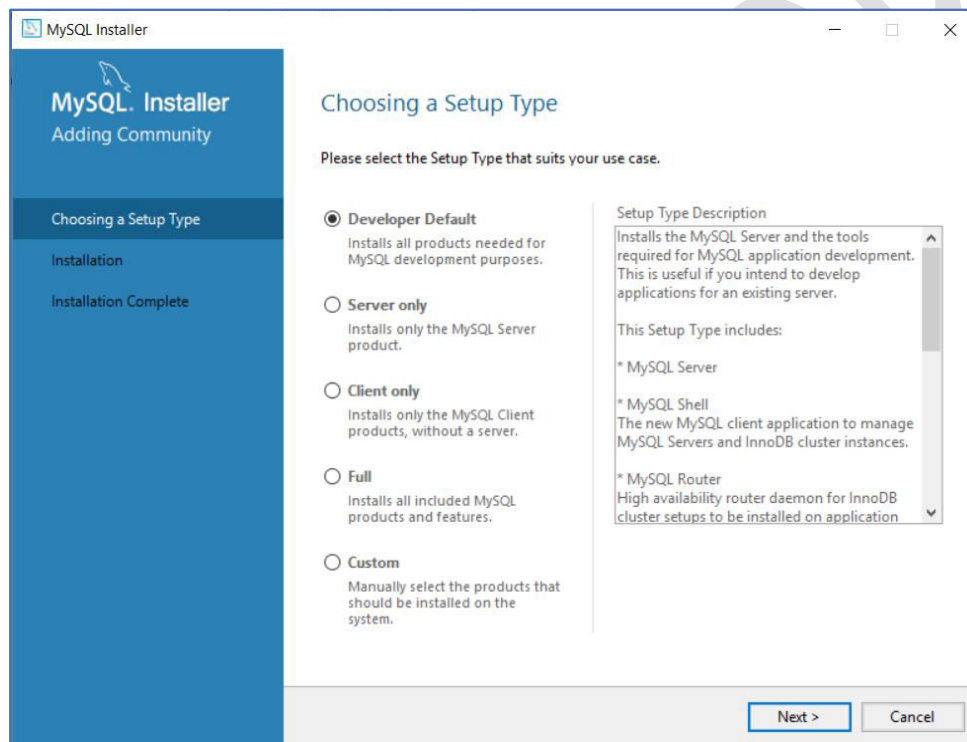 MySQL Installer
MySQL. Installer
Adding Community
Choosing a Setup Type
Installation
Installation Complete
Choosing a Setup Type
Please select the Setup Type that suits your use case.
Developer Default
Installs all products needed for
MySQL development purposes.
Server only
Installs only the MySQL Server
product.
Client only
Installs only the MySQL Client
products, without a server.
Full
Installs all included MySQL
products and features.
Custom
Manually select the products that
should be installed on the
system.
Setup Type Description
Installs the MySQL Server and the tools
required for MySQL application development.
This is useful if you intend to develop
applications for an existing server.
This Setup Type includes:
* MySQL Server
* MySQL Shell
The new MySQL client application to manage
MySQL Servers and InnoDB cluster instances.
* MySQL Router
High availability router daemon for InnoDB
cluster setups to be installed on application
Next >
Cancel